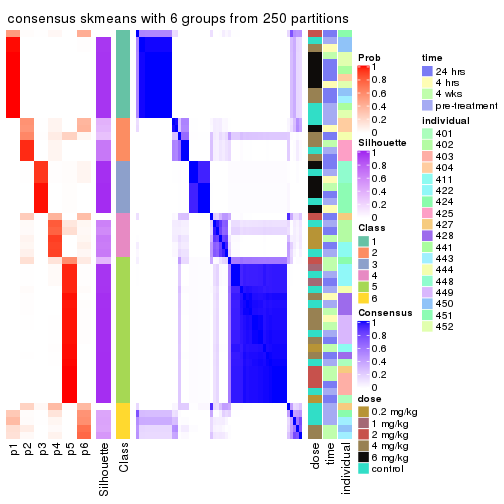 consensus skmeans with 6 groups from 250 partitions
Prob
1
0.8
0.6
0.4
0.2
0
Silhouette
1
0.8
0.6
0.4
0.2
0
Class
1
2
3
4
5
6
Consensus
1
0.8
0.6
0.4
0.2
0
dose
0.2 mg/kg
1 mg/kg
2 mg/kg
4 mg/kg
6 mg/kg
control
time
24 hrs
4 hrs
4 wks
pre-treatment
individual
401
402
403
404
411
422
424
425
427
428
441
443
444
448
449
450
451
452
p1
p2
p3
p4
p5
p6
Silhouette
Class
dose
time
individual